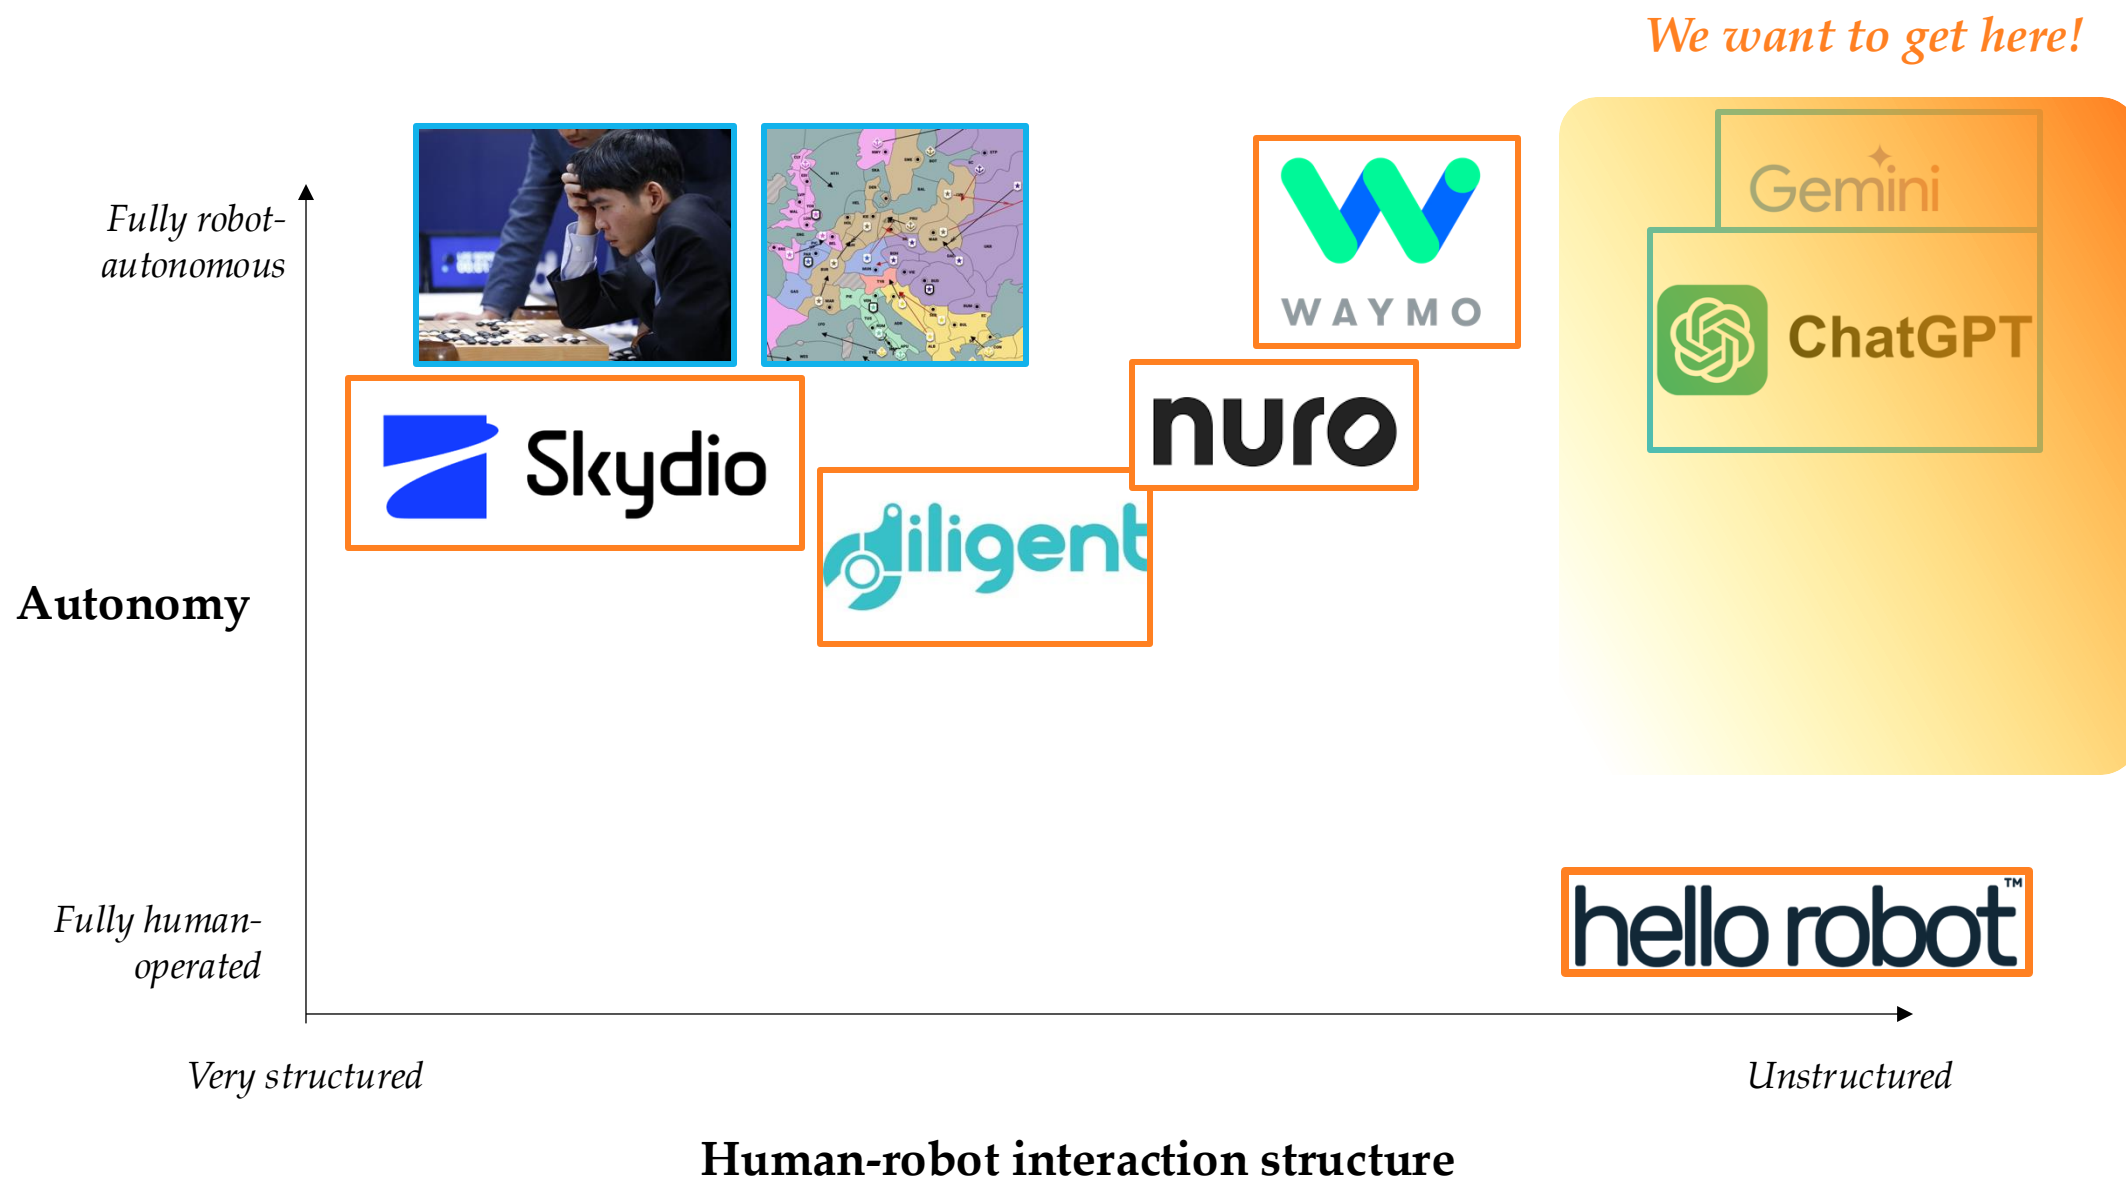 We want to get here!
Fully robot-
autonomous
WAYMO
Gemini
ChatGPT
nuro
Skydio
diligent
Autonomy
Fully human-
operated
hello robot™
Very structured
Unstructured
Human-robot interaction structure